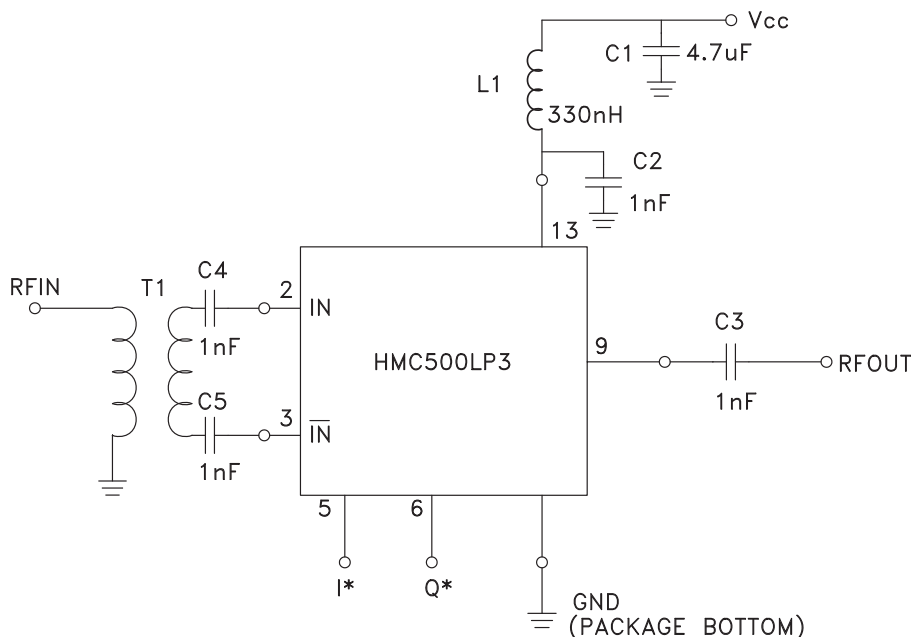 Vcc
C1
4.7uF
L1
330nH
C2
1nF
13
RFIN
T1
C4
1nF
2
IN
C5
1nF
3
IN
HMC500LP3
9
C3
1nF
RFOUT
5
6
I*
Q*
GND
(PACKAGE BOTTOM)